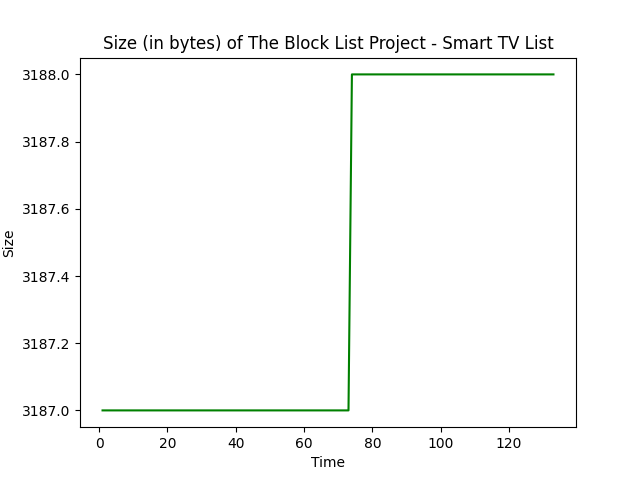 Size (in bytes) of The Block List Project - Smart TV List
3188.0
3187.8
3187.6
3187.4
3187.2
3187.0
Size
0 20 40 60 80 100 120
Time